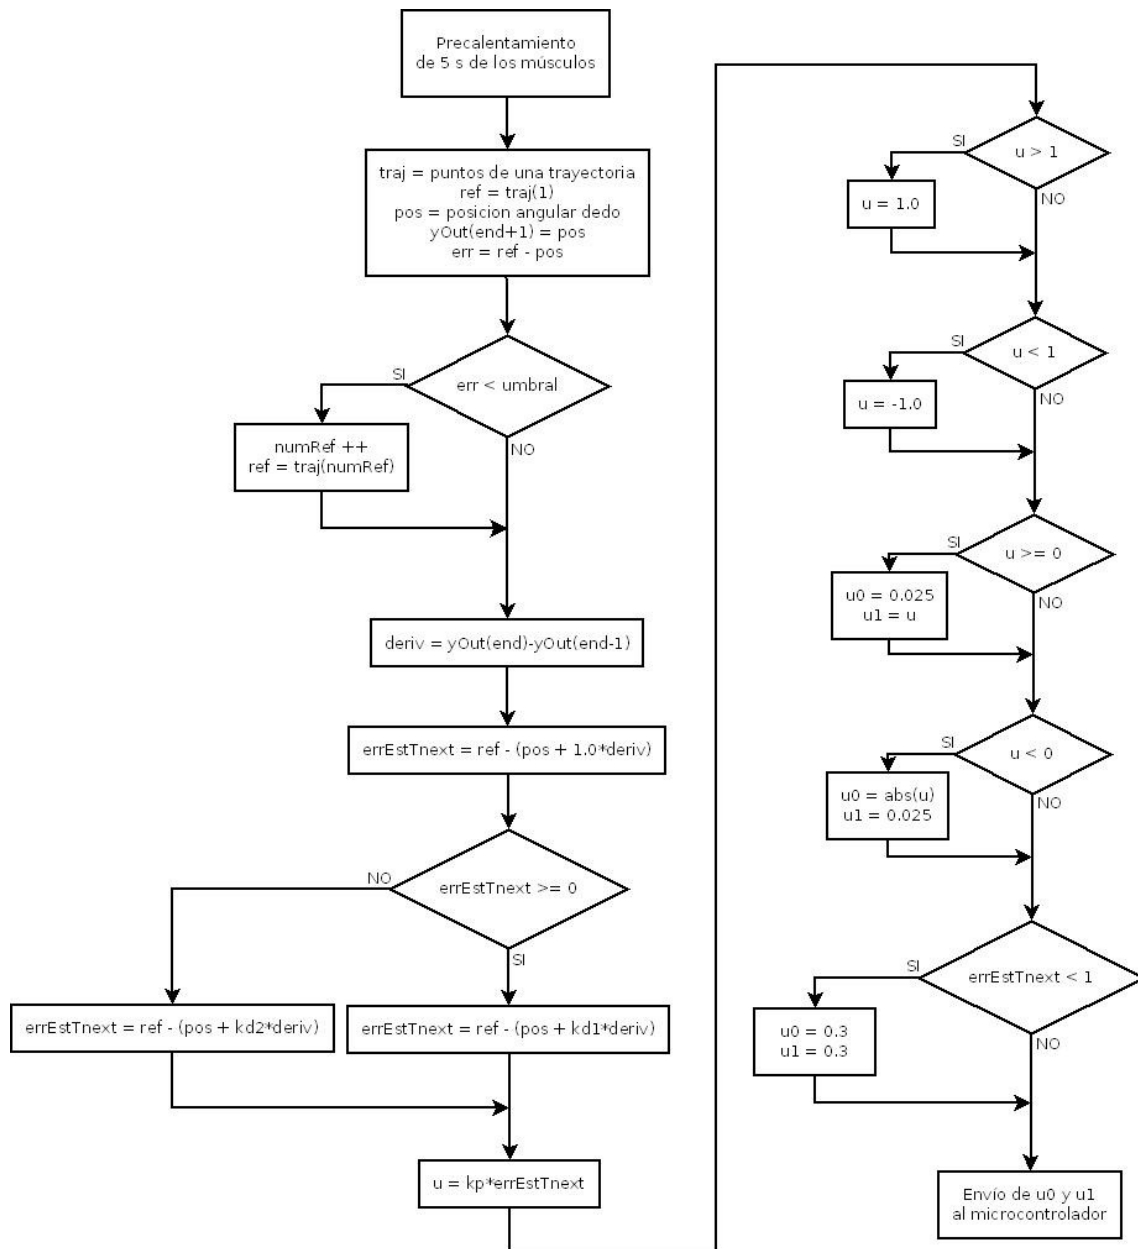 Precalentamiento
de 5 s de los músculos
traj = puntos de una trayectoria
ref = traj(1)
pos = posicion angular dedo
yOut(end+1) = pos
err = ref - pos
SI
err < umbral
NO
numRef ++
ref = traj(numRef)
deriv = yOut(end)-yOut(end-1)
errEstTnext = ref - (pos + 1.0*deriv)
NO
errEstTnext >= 0
SI
errEstTnext = ref - (pos + kd2*deriv)
errEstTnext = ref - (pos + kd1*deriv)
u = kp*errEstTnext
SI
u > 1
NO
u = 1.0
SI
u < 1
NO
u = -1.0
SI
u >= 0
NO
u0 = 0.025
u1 = u
SI
u < 0
NO
u0 = abs(u)
u1 = 0.025
SI
errEstTnext < 1
NO
u0 = 0.3
u1 = 0.3
Envío de u0 y u1
al microcontrolador